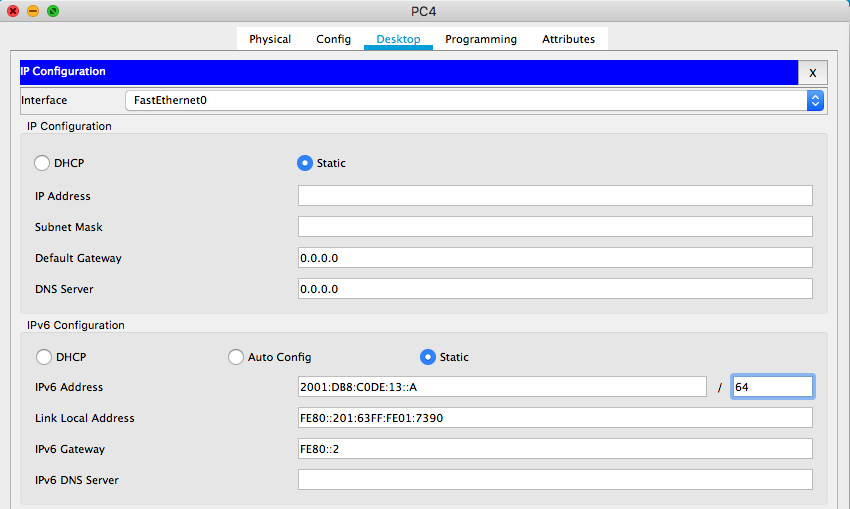 PC4
Physical Config Desktop Programming Attributes
IP Configuration X
Interface FastEthernet0
IP Configuration
DHCP Static
IP Address
Subnet Mask
Default Gateway 0.0.0.0
DNS Server 0.0.0.0
IPv6 Configuration
DHCP Auto Config Static
IPv6 Address 2001:DB8:C0DE:13::A / 64
Link Local Address FE80::201:63FF:FE01:7390
IPv6 Gateway FE80::2
IPv6 DNS Server